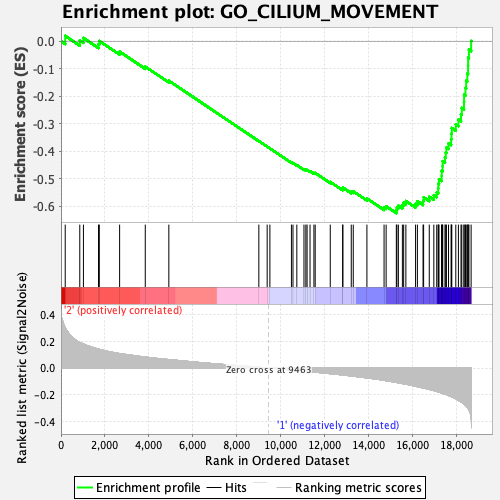 Enrichment plot: GO_CILIUM_MOVEMENT
Enrichment score (ES)
0.0
-0.1
-0.2
-0.3
-0.4
-0.5
-0.6
Ranked list metric (Signal2Noise)
'2' (positively correlated)
0.4
0.2
0.0
-0.2
-0.4
Zero cross at 9463
'1' (negatively correlated)
0
2,000
4,000
6,000
8,000
10,000
12,000
14,000
16,000
18,000
Rank in Ordered Dataset
Enrichment profile
Hits
Ranking metric scores